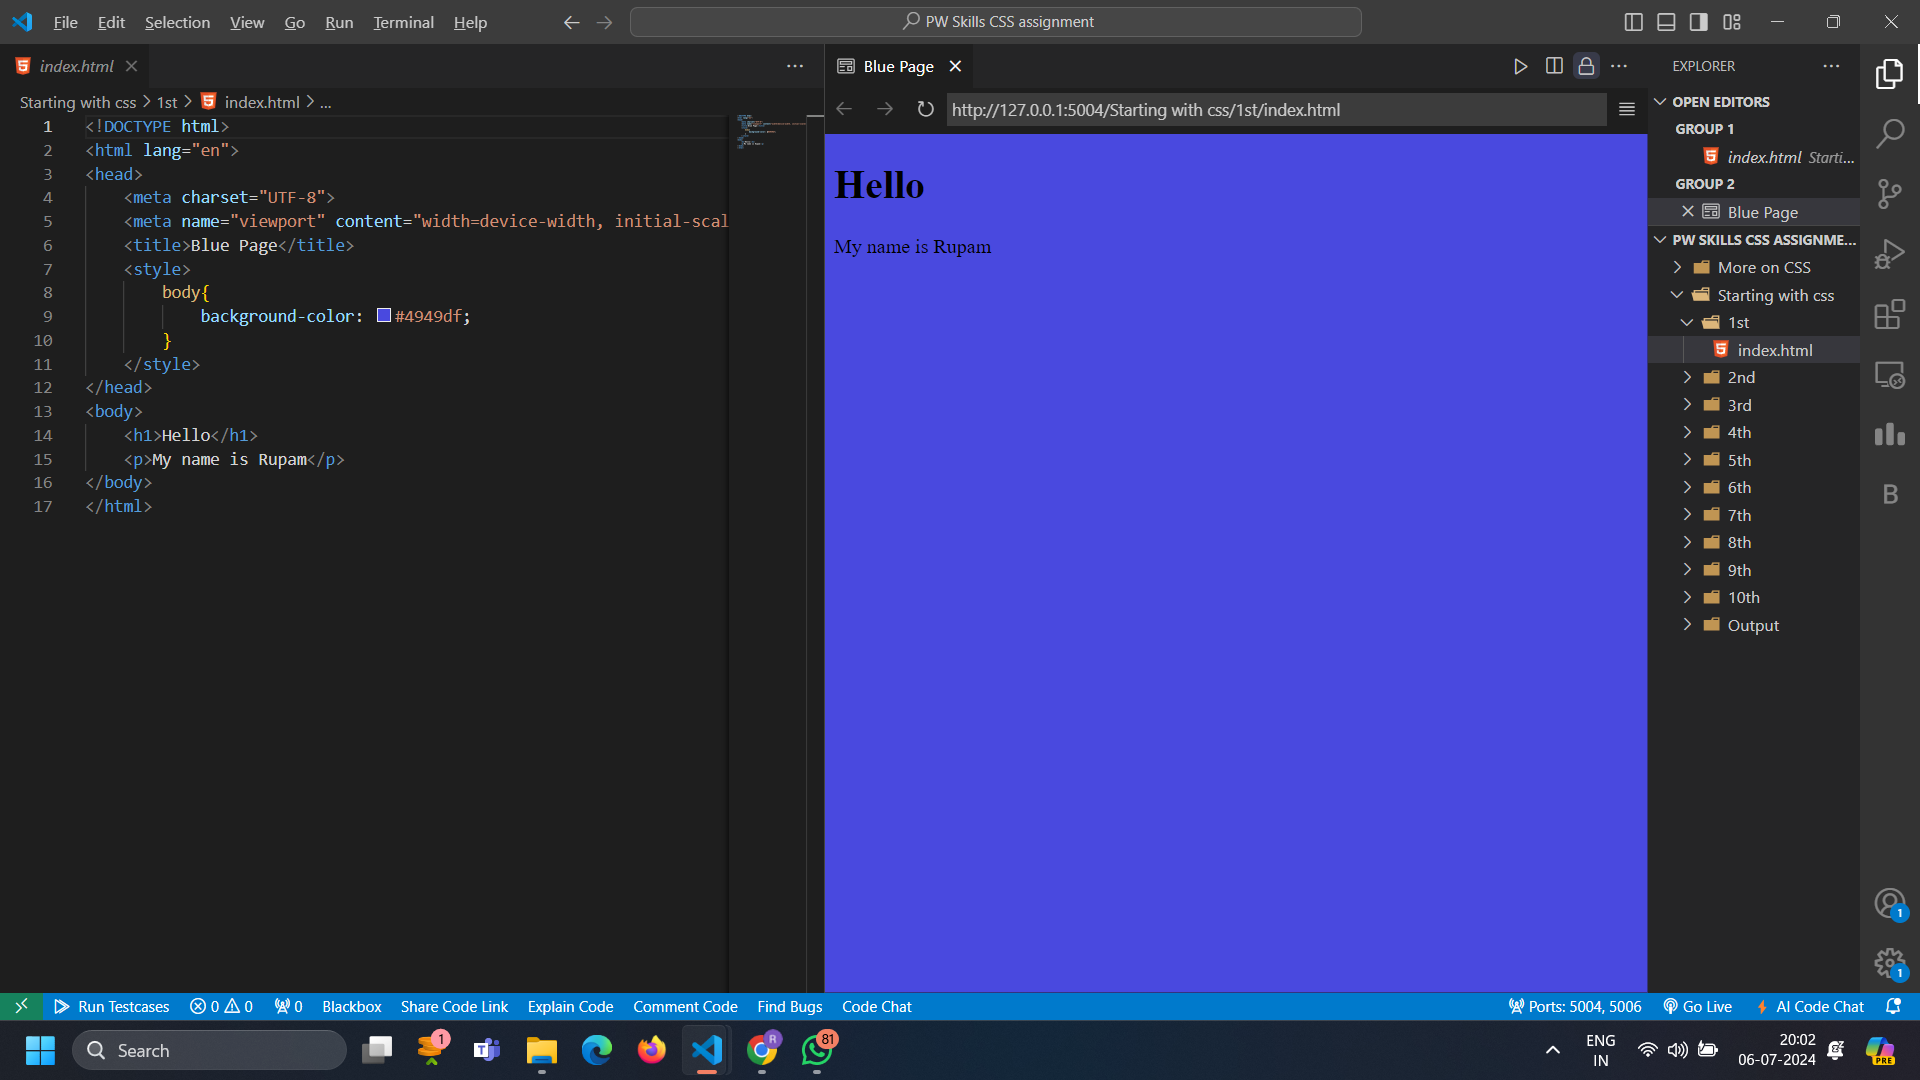 File Edit Selection View Go Run Terminal Help
PW Skills CSS assignment
index.html
Starting with css > 1st > index.html > ...
1 <!DOCTYPE html>
2 <html lang="en">
3 <head>
4 <meta charset="UTF-8">
5 <meta name="viewport" content="width=device-width, initial-scal
6 <title>Blue Page</title>
7 <style>
8 body{
9 background-color: #4949df;
10 }
11 </style>
12 </head>
13 <body>
14 <h1>Hello</h1>
15 <p>My name is Rupam</p>
16 </body>
17 </html>
Blue Page
http://127.0.0.1:5004/Starting with css/1st/index.html
Hello
My name is Rupam
EXPLORER
OPEN EDITORS
GROUP 1
index.html Starti...
GROUP 2
Blue Page
PW SKILLS CSS ASSIGNME...
More on CSS
Starting with css
1st
index.html
2nd
3rd
4th
5th
6th
7th
8th
9th
10th
Output
B
1
1
Run Testcases 0 0 0 Blackbox Share Code Link Explain Code Comment Code Find Bugs Code Chat
Ports: 5004, 5006 Go Live AI Code Chat
Search
1
R
81
ENG
IN
20:02
06-07-2024
PRE